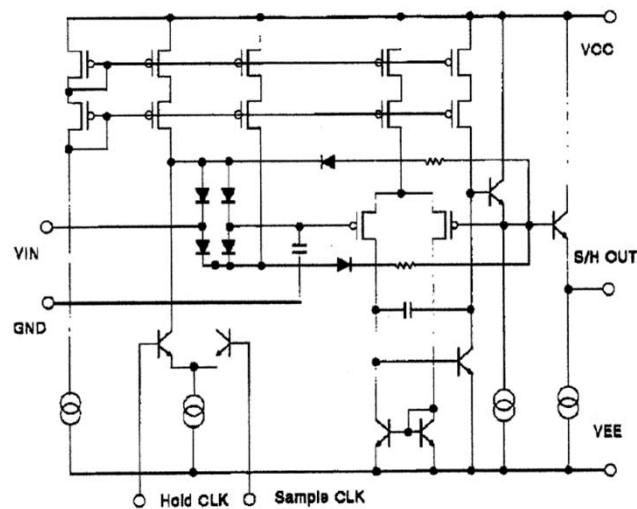 VCC
VIN
S/H OUT
GND
VEE
Hold CLK
Sample CLK